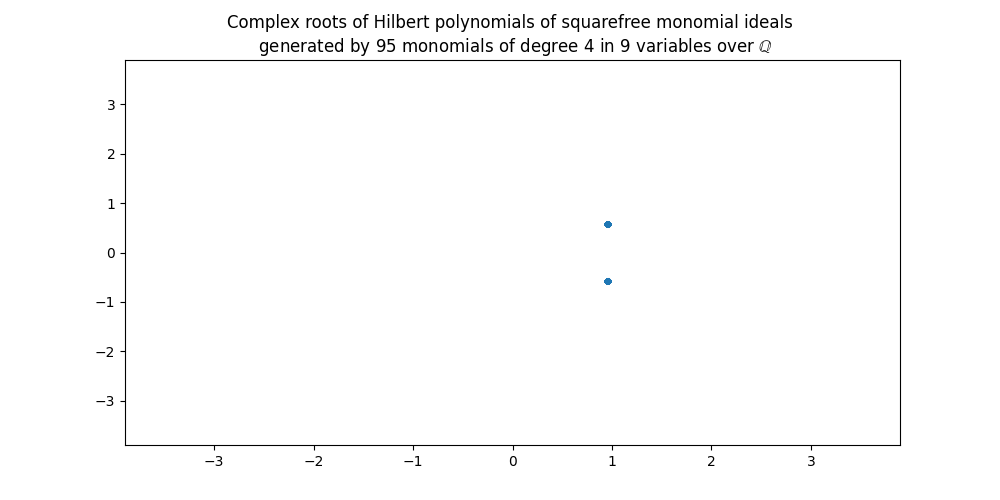 Complex roots of Hilbert polynomials of squarefree monomial ideals
generated by 95 monomials of degree 4 in 9 variables over ℚ
3
2
1
0
−1
−2
−3
−3 −2 −1 0 1 2 3